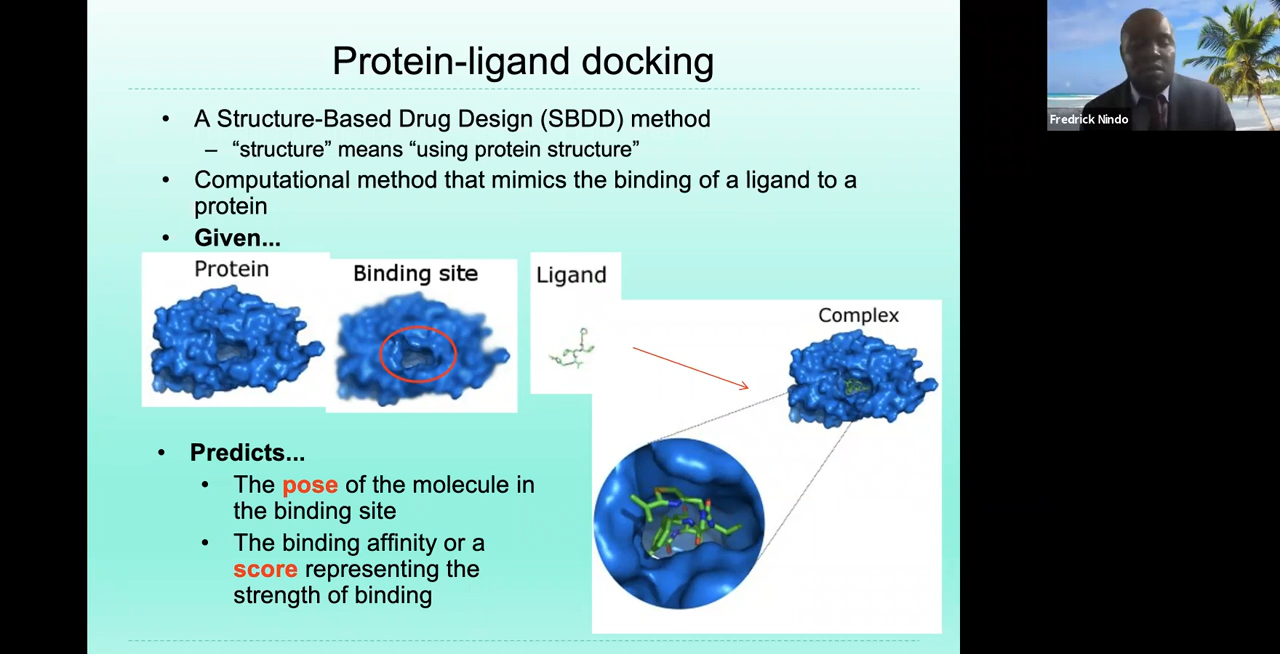 Protein-ligand docking
• A Structure-Based Drug Design (SBDD) method
– “structure” means “using protein structure”
• Computational method that mimics the binding of a ligand to a
protein
• Given...
Protein
Binding site
Ligand
Complex
• Predicts...
• The pose of the molecule in
the binding site
• The binding affinity or a
score representing the
strength of binding
Fredrick Nindo